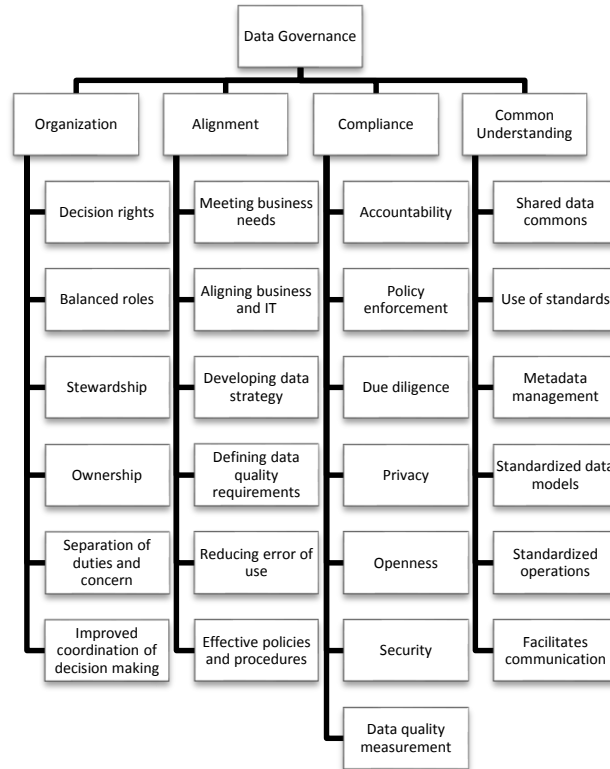 Data Governance
Organization
Alignment
Compliance
Common
Understanding
Decision rights
Meeting business
needs
Accountability
Shared data
commons
Balanced roles
Aligning business
and IT
Policy
enforcement
Use of standards
Stewardship
Developing data
strategy
Due diligence
Metadata
management
Ownership
Defining data
quality
requirements
Privacy
Standardized data
models
Separation of
duties and
concern
Reducing error of
use
Openness
Standardized
operations
Improved
coordination of
decision making
Effective policies
and procedures
Security
Facilitates
communication
Data quality
measurement